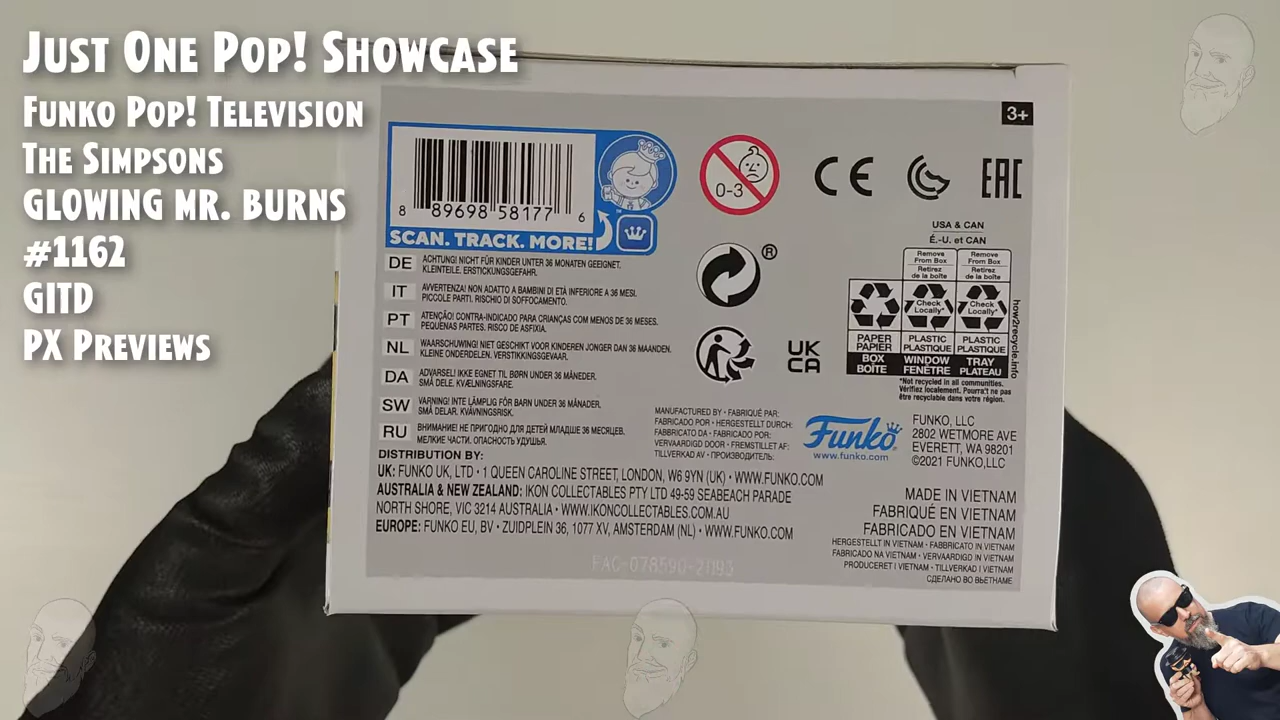 Just One Pop! Showcase
Funko Pop! Television
The Simpsons
GLOWING MR. BURNS
#1162
GITD
PX Previews
3+
8 89698 58177 6
SCAN. TRACK. MORE!
0-3
CE
EAC
®
UK
CA
USA & CAN
É.-U. et CAN
Remove From Box
Retirez de la boîte
Remove From Box
Retirez de la boîte
Check Locally*
Check Locally*
PAPER
PAPIER
BOX
BOÎTE
PLASTIC
PLASTIQUE
WINDOW
FENÊTRE
PLASTIC
PLASTIQUE
TRAY
PLATEAU
how2recycle.info
*Not recycled in all communities.
Vérifiez localement. Pourrait ne pas
être recyclable dans votre région.
DE ACHTUNG! NICHT FÜR KINDER UNTER 36 MONATEN GEEIGNET.
KLEINTEILE. ERSTICKUNGSGEFAHR.
IT AVVERTENZA! NON ADATTO A BAMBINI DI ETÀ INFERIORE A 36 MESI.
PICCOLE PARTI. RISCHIO DI SOFFOCAMENTO.
PT ATENÇÃO! CONTRA-INDICADO PARA CRIANÇAS COM MENOS DE 36 MESES.
PEQUENAS PARTES. RISCO DE ASFIXIA.
NL WAARSCHUWING! NIET GESCHIKT VOOR KINDEREN JONGER DAN 36 MAANDEN.
KLEINE ONDERDELEN. VERSTIKKINGSGEVAAR.
DA ADVARSEL! IKKE EGNET TIL BØRN UNDER 36 MÅNEDER.
SMÅ DELE. KVÆLNINGSFARE.
SW VARNING! INTE LÄMPLIG FÖR BARN UNDER 36 MÅNADER.
SMÅ DELAR. KVÄVNINGSRISK.
RU ВНИМАНИЕ! НЕ ПРИГОДНО ДЛЯ ДЕТЕЙ МЛАДШЕ 36 МЕСЯЦЕВ.
МЕЛКИЕ ЧАСТИ. ОПАСНОСТЬ УДУШЬЯ.
MANUFACTURED BY • FABRIQUÉ PAR:
FABRICADO POR • HERGESTELLT DURCH:
FABBRICATO DA • FABRICADO POR:
VERVAARDIGD DOOR • FREMSTILLET AF:
TILLVERKAD AV • ПРОИЗВОДИТЕЛЬ:
Funko
www.funko.com
FUNKO, LLC
2802 WETMORE AVE
EVERETT, WA 98201
©2021 FUNKO,LLC
DISTRIBUTION BY:
UK: FUNKO UK, LTD • 1 QUEEN CAROLINE STREET, LONDON, W6 9YN (UK) • WWW.FUNKO.COM
AUSTRALIA & NEW ZEALAND: IKON COLLECTABLES PTY LTD 49-59 SEABEACH PARADE
NORTH SHORE, VIC 3214 AUSTRALIA • WWW.IKONCOLLECTABLES.COM.AU
EUROPE: FUNKO EU, BV • ZUIDPLEIN 36, 1077 XV, AMSTERDAM (NL) • WWW.FUNKO.COM
MADE IN VIETNAM
FABRIQUÉ EN VIETNAM
FABRICADO EN VIETNAM
HERGESTELLT IN VIETNAM • FABBRICATO IN VIETNAM
FABRICADO NA VIETNAM • VERVAARDIGD IN VIETNAM
PRODUCERET I VIETNAM • TILLVERKAD I VIETNAM
СДЕЛАНО ВО ВЬЕТНАМЕ
FAC-078590-2093